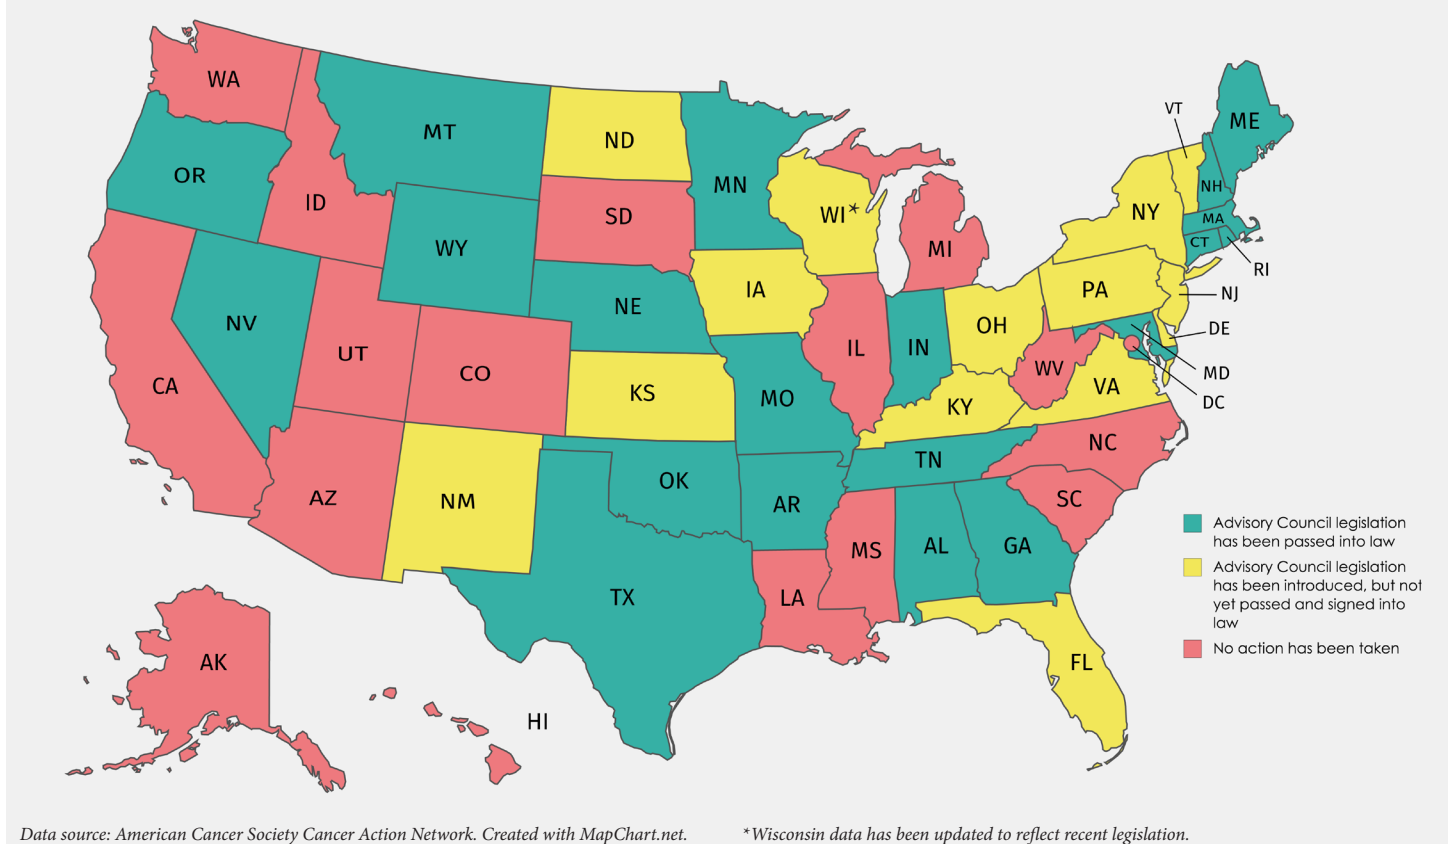 WA
MT
ND
MN
VT
ME
OR
ID
SD
WI*
NH
NY
MA
WY
MI
CT
RI
NV
NE
IA
PA
NJ
OH
DE
UT
CO
IL
IN
WV
MD
CA
KS
MO
KY
VA
DC
NC
TN
AZ
NM
OK
AR
SC
MS
AL
GA
TX
LA
FL
AK
HI
Advisory Council legislation
has been passed into law
Advisory Council legislation
has been introduced, but not
yet passed and signed into
law
No action has been taken
Data source: American Cancer Society Cancer Action Network. Created with MapChart.net.
*Wisconsin data has been updated to reflect recent legislation.